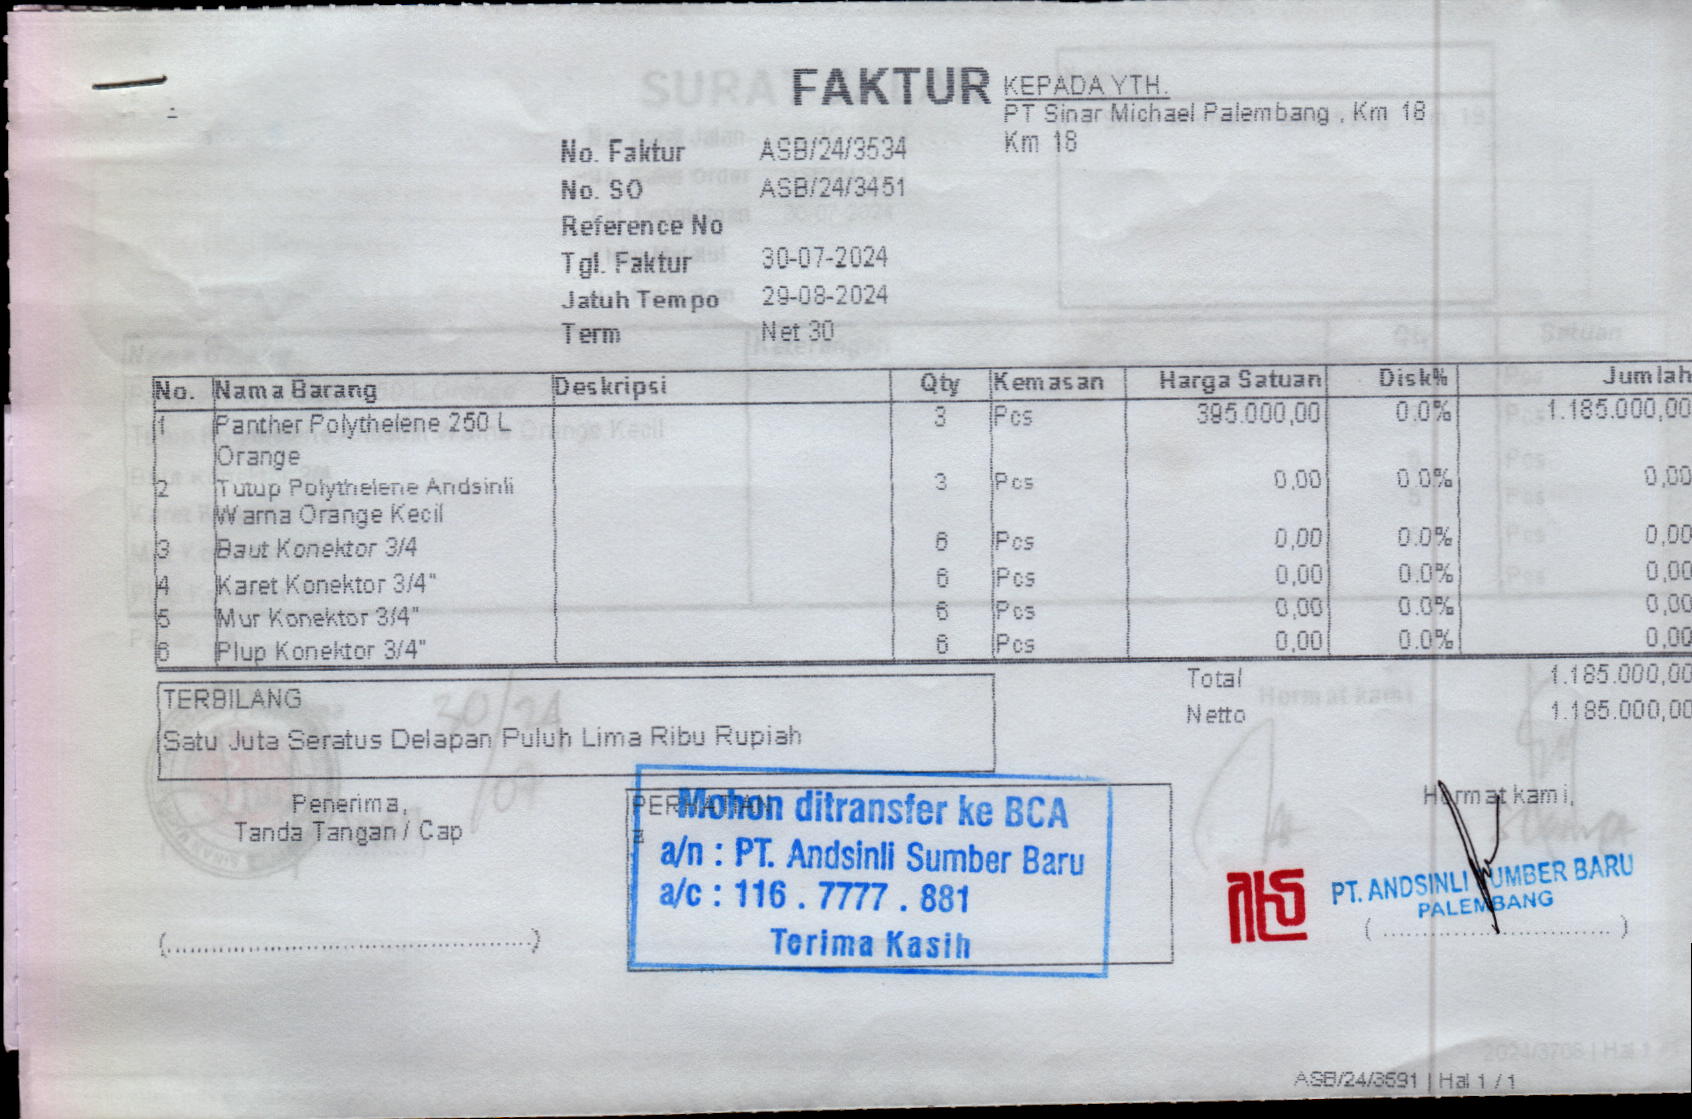 FAKTUR
KEPADA YTH.
PT Sinar Michael Palembang , Km 18
Km 18
No. Faktur ASB/24/3534
No. SO ASB/24/3451
Reference No
Tgl. Faktur 30-07-2024
Jatuh Tempo 29-08-2024
Term Net 30
No. Nama Barang Deskripsi Qty Kemasan Harga Satuan Disk% Jumlah
1 Panther Polythelene 250 L 3 Pcs 395.000,00 0.0% 1.185.000,00
Orange
2 Tutup Polythelene Andsinli 3 Pcs 0,00 0.0% 0,00
Warna Orange Kecil
3 Baut Konektor 3/4 6 Pcs 0,00 0.0% 0,00
4 Karet Konektor 3/4" 6 Pcs 0,00 0.0% 0,00
5 Mur Konektor 3/4" 6 Pcs 0,00 0.0% 0,00
6 Plup Konektor 3/4" 6 Pcs 0,00 0.0% 0,00
Total 1.185.000,00
Netto 1.185.000,00
TERBILANG
Satu Juta Seratus Delapan Puluh Lima Ribu Rupiah
Penerima,
Tanda Tangan / Cap
Mohon ditransfer ke BCA
a/n : PT. Andsinli Sumber Baru
a/c : 116 . 7777 . 881
Terima Kasih
Hormat kami,
PT. ANDSINLI SUMBER BARU
PALEMBANG
ASB/24/3591 | Hal 1 / 1